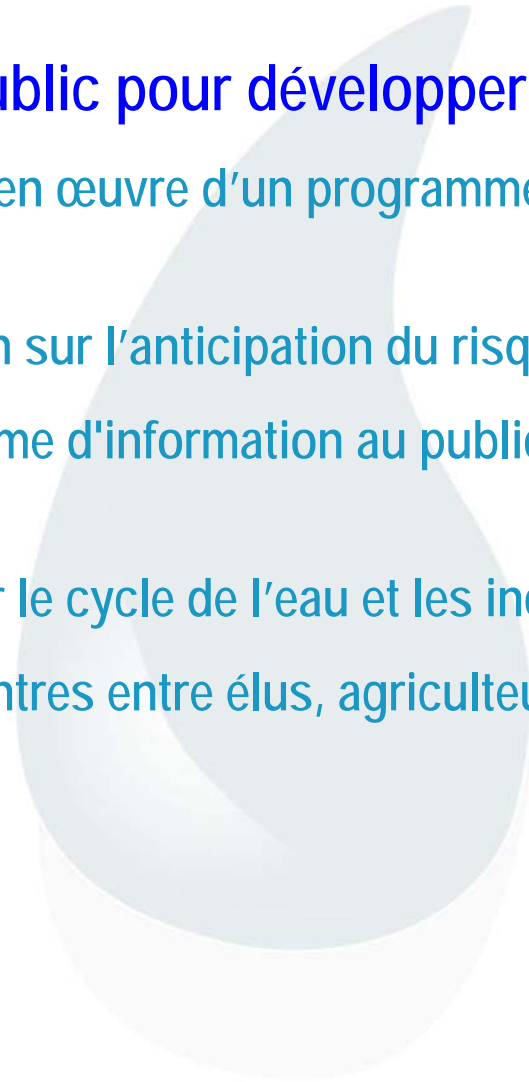 ublic pour développer
en œuvre d’un programme
n sur l’anticipation du risq
me d'information au public
r le cycle de l’eau et les in
ntres entre élus, agriculteu